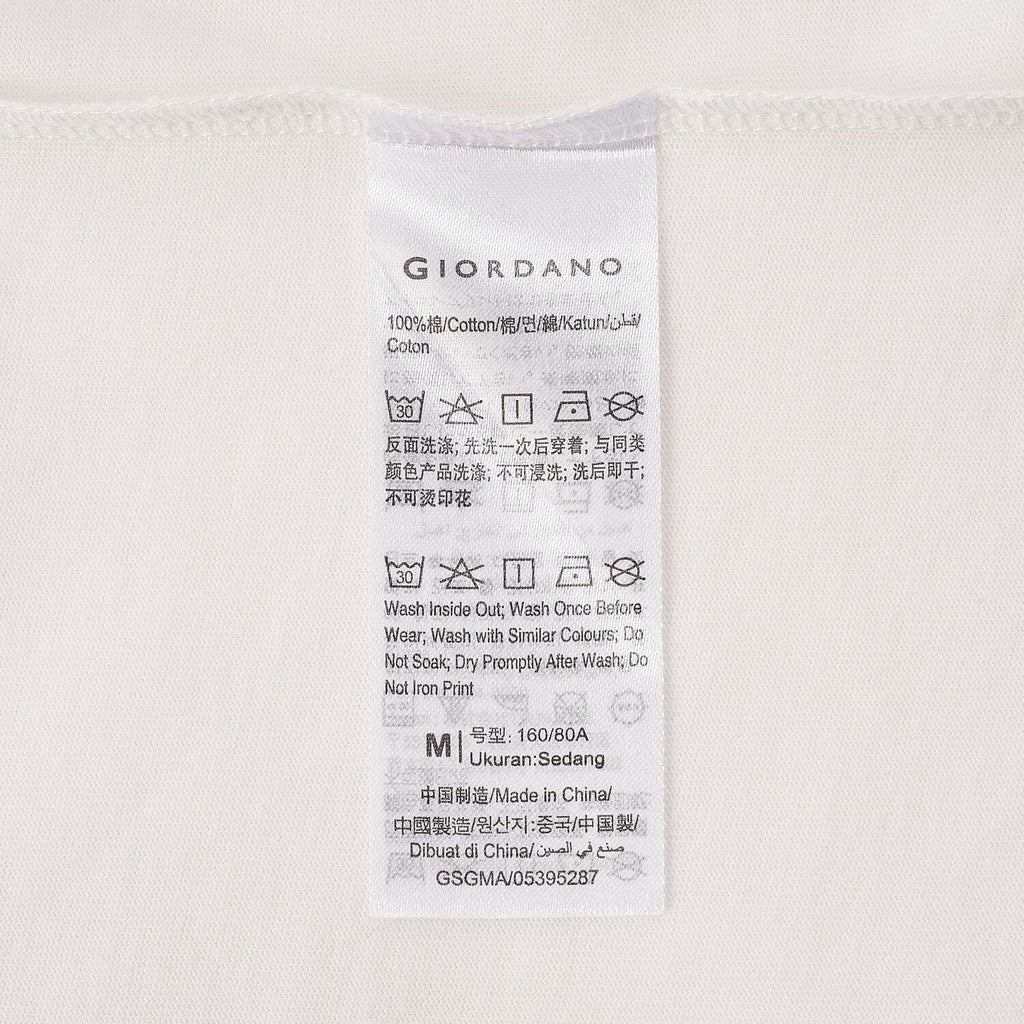 GIORDANO
100%棉/Cotton/棉/면/綿/Katun/قطن/
Coton
30
反面洗涤; 先洗一次后穿着; 与同类
颜色产品洗涤; 不可浸洗; 洗后即干;
不可烫印花
30
Wash Inside Out; Wash Once Before
Wear; Wash with Similar Colours; Do
Not Soak; Dry Promptly After Wash; Do
Not Iron Print
M 号型: 160/80A
Ukuran:Sedang
中国制造/Made in China/
中國製造/원산지:중국/中国製/
Dibuat di China/صنع في الصين
GSGMA/05395287